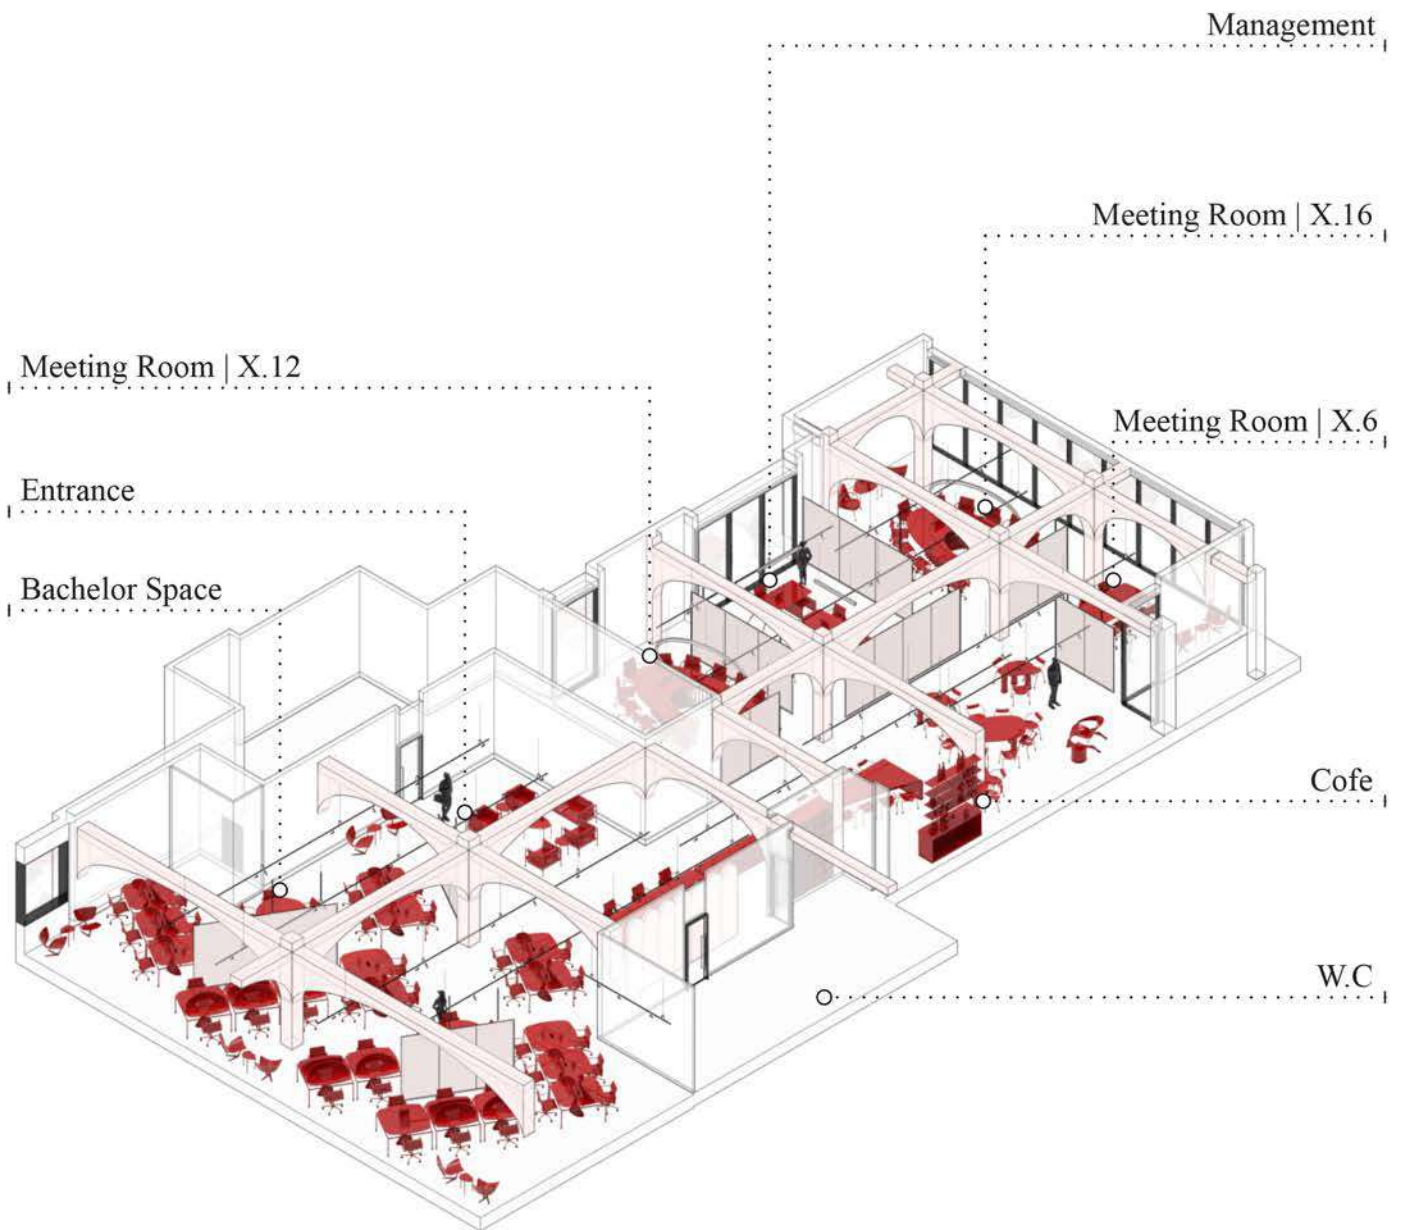 Management
Meeting Room | X.16
Meeting Room | X.12
Meeting Room | X.6
Entrance
Bachelor Space
Cofe
W.C